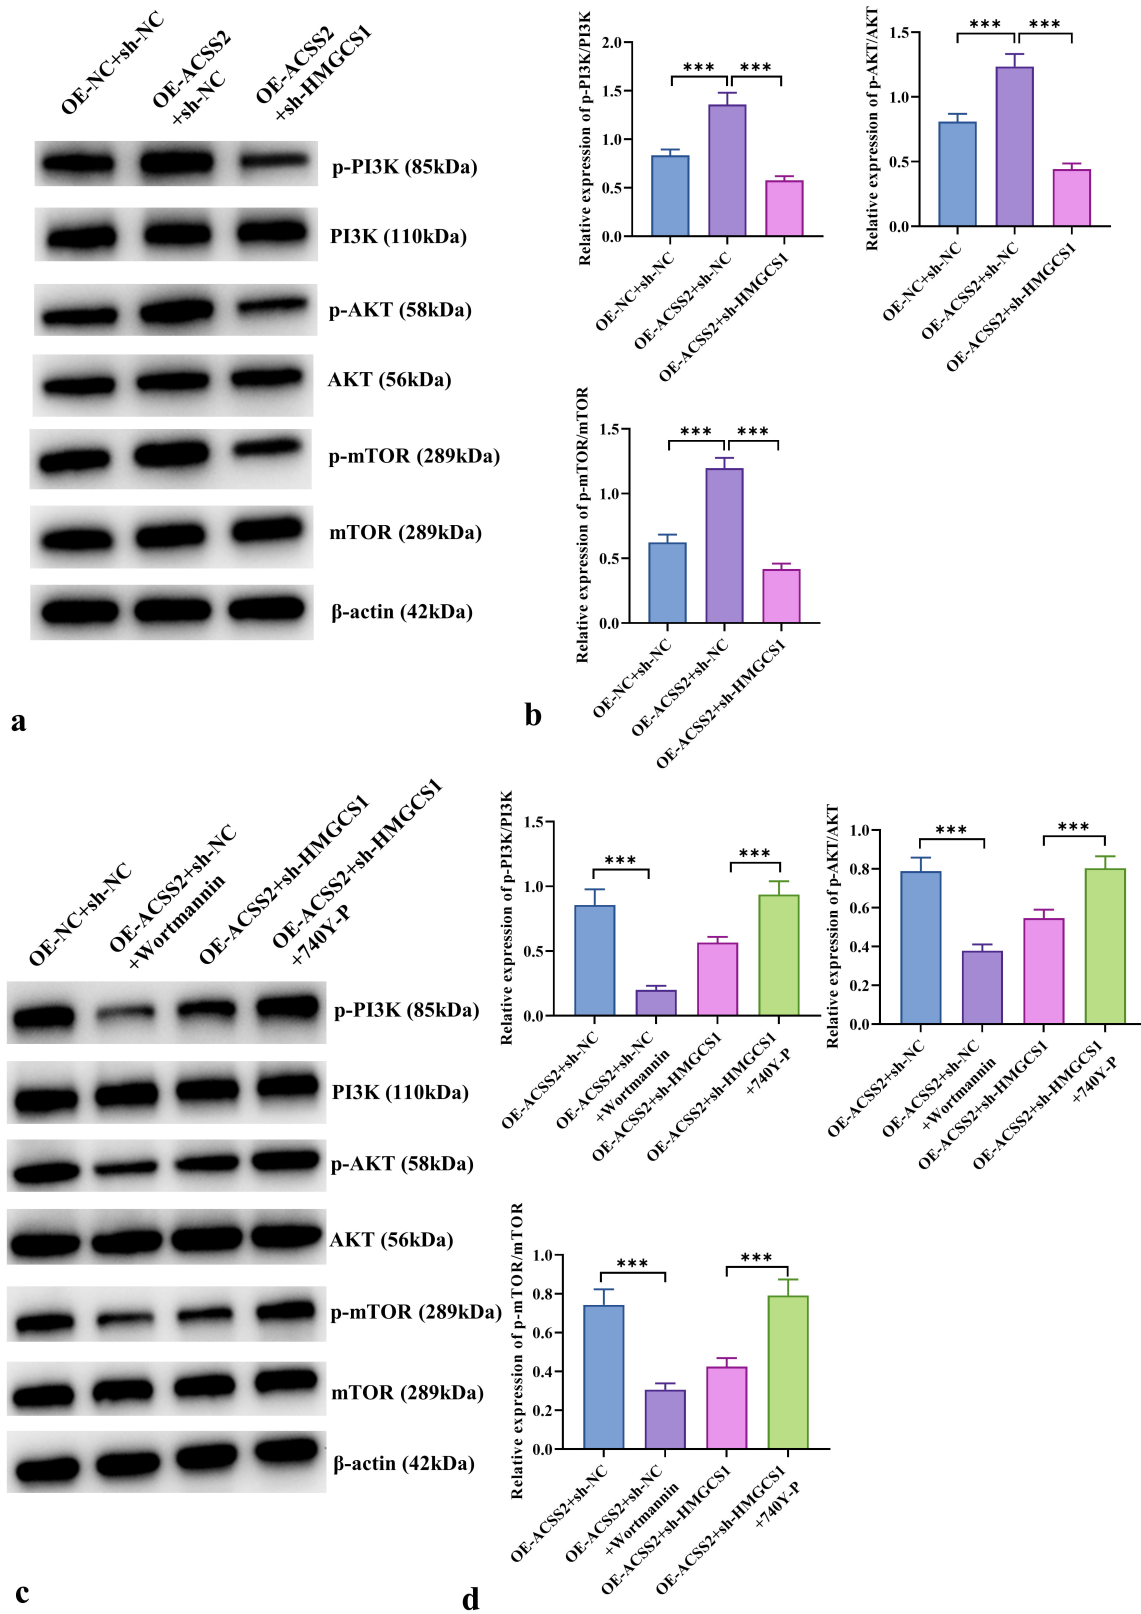 OE-NC+sh-NC
OE-ACSS2
+sh-NC
OE-ACSS2
+sh-HMGCS1
p-PI3K (85kDa)
PI3K (110kDa)
p-AKT (58kDa)
AKT (56kDa)
p-mTOR (289kDa)
mTOR (289kDa)
β-actin (42kDa)
a
Relative expression of p-PI3K/PI3K
2.0
1.5
1.0
0.5
0.0
***
***
OE-NC+sh-NC
OE-ACSS2+sh-NC
OE-ACSS2+sh-HMGCS1
Relative expression of p-AKT/AKT
1.5
1.0
0.5
0.0
***
***
OE-NC+sh-NC
OE-ACSS2+sh-NC
OE-ACSS2+sh-HMGCS1
Relative expression of p-mTOR/mTOR
1.5
1.0
0.5
0.0
***
***
OE-NC+sh-NC
OE-ACSS2+sh-NC
OE-ACSS2+sh-HMGCS1
b
OE-NC+sh-NC
OE-ACSS2+sh-NC
+Wortmannin
OE-ACSS2+sh-HMGCS1
OE-ACSS2+sh-HMGCS1
+740Y-P
p-PI3K (85kDa)
PI3K (110kDa)
p-AKT (58kDa)
AKT (56kDa)
p-mTOR (289kDa)
mTOR (289kDa)
β-actin (42kDa)
c
Relative expression of p-PI3K/PI3K
1.5
1.0
0.5
0.0
***
***
OE-ACSS2+sh-NC
OE-ACSS2+sh-NC
+Wortmannin
OE-ACSS2+sh-HMGCS1
OE-ACSS2+sh-HMGCS1
+740Y-P
Relative expression of p-AKT/AKT
1.0
0.8
0.6
0.4
0.2
0.0
***
***
OE-ACSS2+sh-NC
OE-ACSS2+sh-NC
+Wortmannin
OE-ACSS2+sh-HMGCS1
OE-ACSS2+sh-HMGCS1
+740Y-P
Relative expression of p-mTOR/mTOR
1.0
0.8
0.6
0.4
0.2
0.0
***
***
OE-ACSS2+sh-NC
OE-ACSS2+sh-NC
+Wortmannin
OE-ACSS2+sh-HMGCS1
OE-ACSS2+sh-HMGCS1
+740Y-P
d